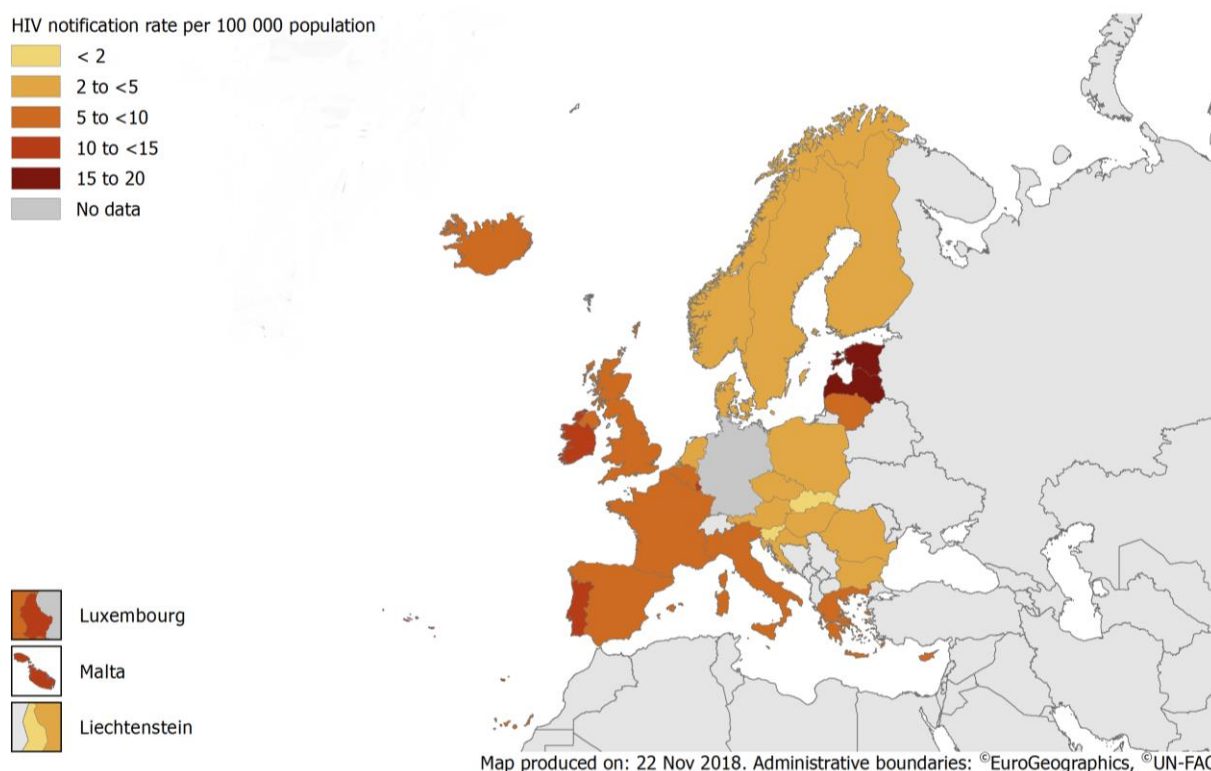 HIV notification rate per 100 000 population
< 2
2 to <5
5 to <10
10 to <15
15 to 20
No data
Luxembourg
Malta
Liechtenstein
Map produced on: 22 Nov 2018. Administrative boundaries: ©EuroGeographics, ©UN-FAO